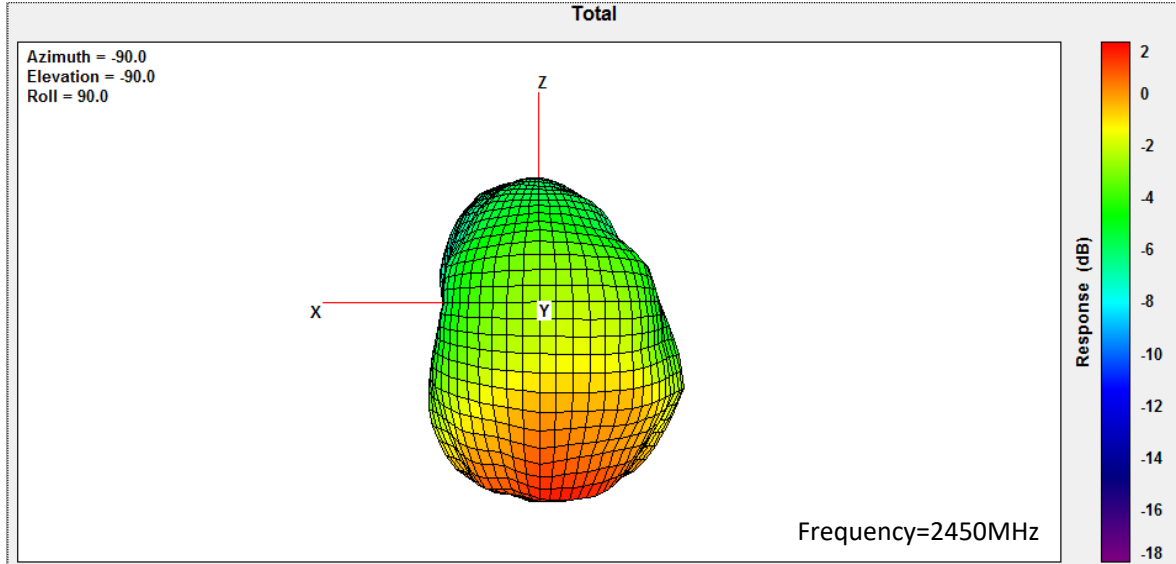 Total
Azimuth = -90.0
Elevation = -90.0
Roll = 90.0
Z
X
Y
Frequency=2450MHz
2
0
-2
-4
-6
-8
-10
-12
-14
-16
-18
Response (dB)